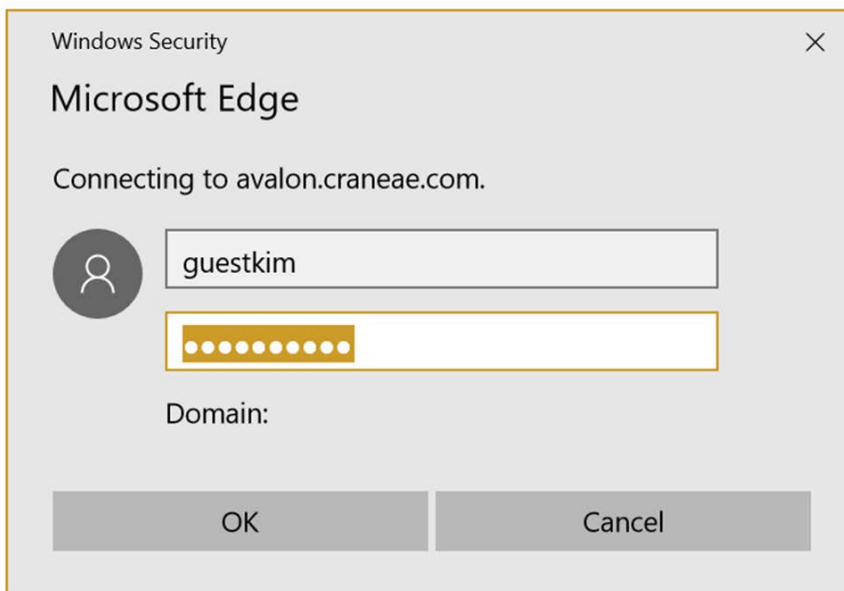 Windows Security
Microsoft Edge
Connecting to avalon.craneae.com.
guestkim
●●●●●●●●●●
Domain:
OK
Cancel